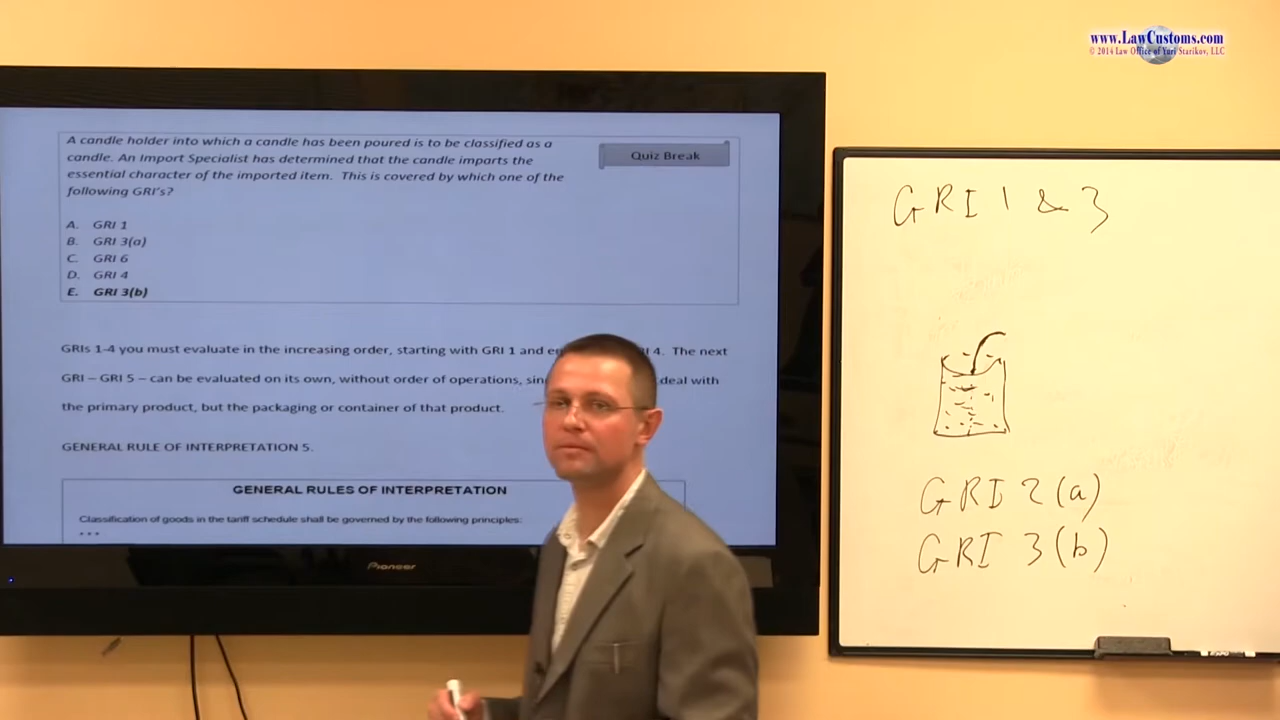 www.LawCustoms.com
© 2014 Law Office of Yuri Starikov, LLC
A candle holder into which a candle has been poured is to be classified as a
candle. An Import Specialist has determined that the candle imparts the
essential character of the imported item. This is covered by which one of the
following GRI's?
Quiz Break
A. GRI 1
B. GRI 3(a)
C. GRI 6
D. GRI 4
E. GRI 3(b)
GRIs 1-4 you must evaluate in the increasing order, starting with GRI 1 and 4. The next
GRI – GRI 5 – can be evaluated on its own, without order of operations, deal with
the primary product, but the packaging or container of that product.
GENERAL RULE OF INTERPRETATION 5.
GENERAL RULES OF INTERPRETATION
Classification of goods in the tariff schedule shall be governed by the following principles:
* * *
Pioneer
GRI 1 & 3
GRI 2(a)
GRI 3(b)